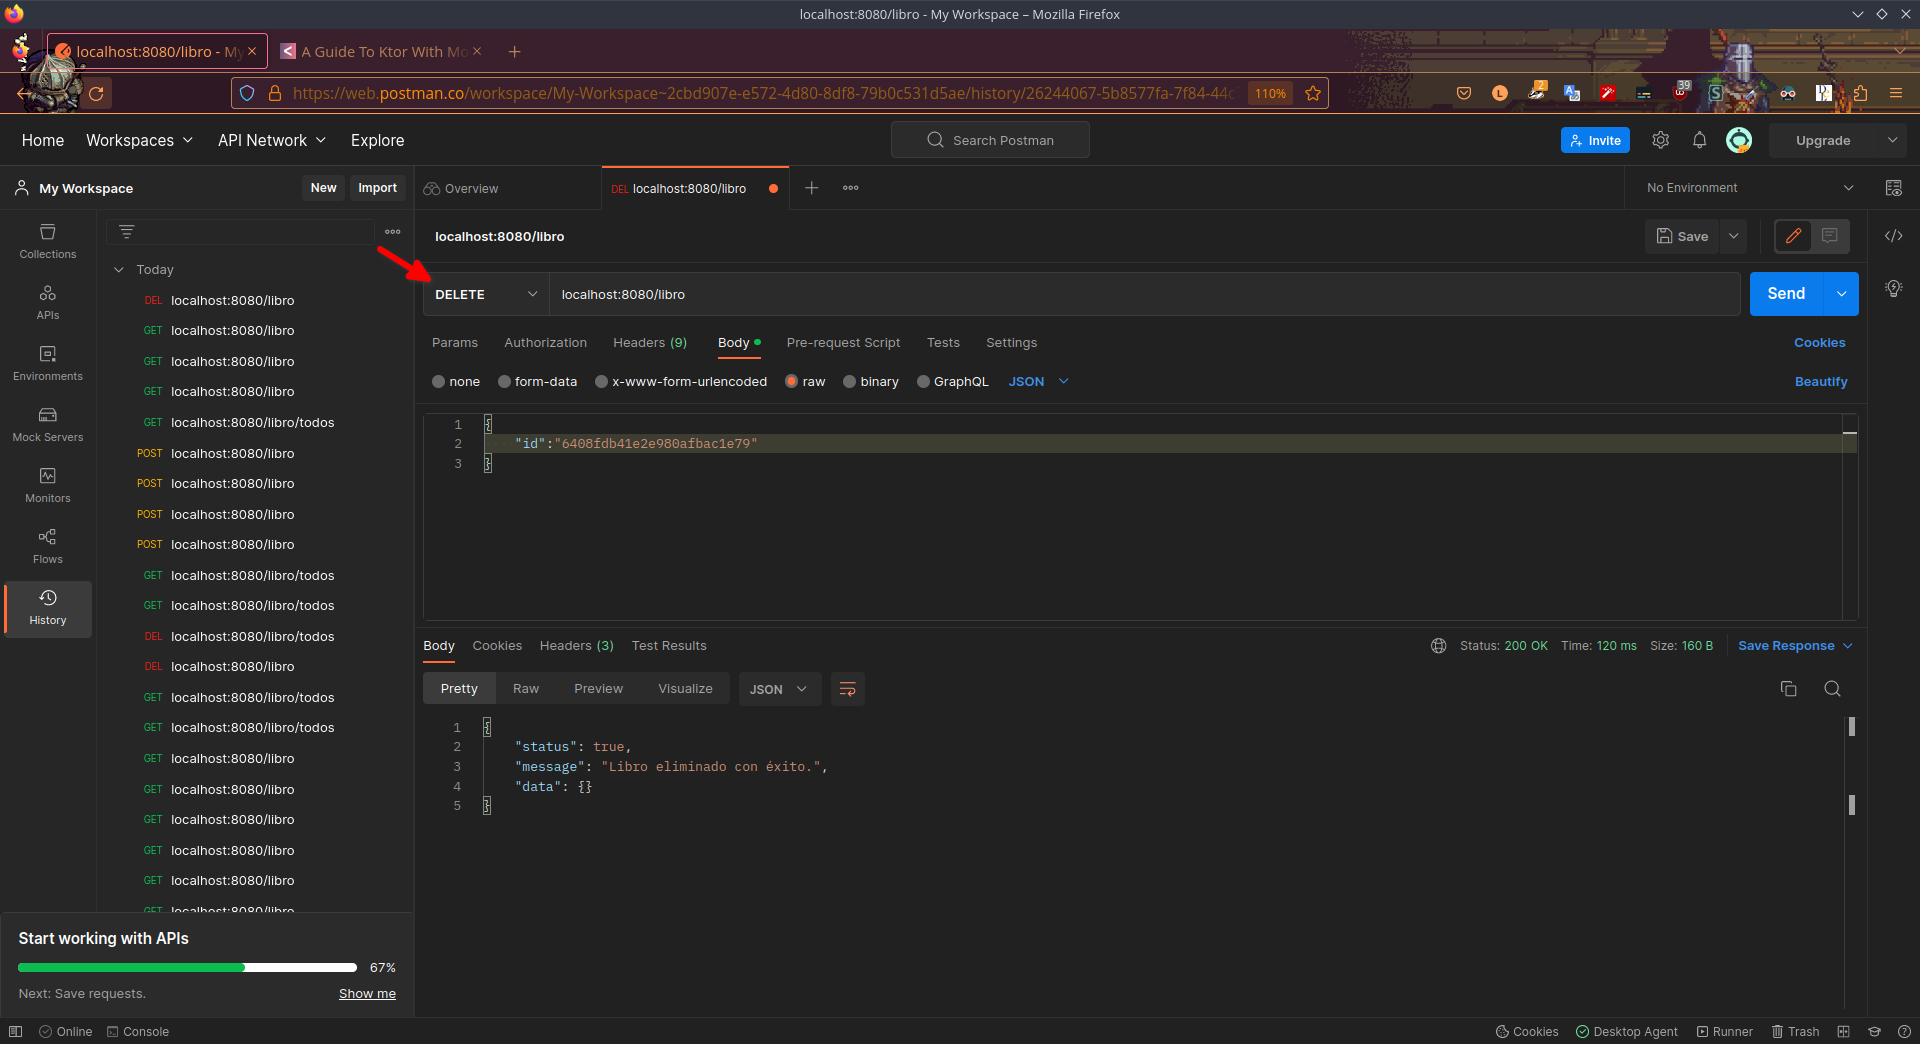 localhost:8080/libro - My Workspace – Mozilla Firefox
localhost:8080/libro - My
A Guide To Ktor With Mo
https://web.postman.co/workspace/My-Workspace~2cbd907e-e572-4d80-8df8-79b0c531d5ae/history/26244067-5b8577fa-7f84-44c
110%
2
39
Home
Workspaces
API Network
Explore
Search Postman
Invite
Upgrade
My Workspace
New
Import
Overview
DEL localhost:8080/libro
No Environment
Collections
APIs
Environments
Mock Servers
Monitors
Flows
History
Today
DEL localhost:8080/libro
GET localhost:8080/libro
GET localhost:8080/libro
GET localhost:8080/libro
GET localhost:8080/libro/todos
POST localhost:8080/libro
POST localhost:8080/libro
POST localhost:8080/libro
POST localhost:8080/libro
GET localhost:8080/libro/todos
GET localhost:8080/libro/todos
DEL localhost:8080/libro/todos
DEL localhost:8080/libro
GET localhost:8080/libro/todos
GET localhost:8080/libro/todos
GET localhost:8080/libro
GET localhost:8080/libro
GET localhost:8080/libro
GET localhost:8080/libro
GET localhost:8080/libro
GET localhost:8080/libro
Start working with APIs
67%
Next: Save requests.
Show me
localhost:8080/libro
Save
DELETE
localhost:8080/libro
Send
Params
Authorization
Headers (9)
Body
Pre-request Script
Tests
Settings
Cookies
none
form-data
x-www-form-urlencoded
raw
binary
GraphQL
JSON
Beautify
1 {
2 "id":"6408fdb41e2e980afbac1e79"
3 }
Body
Cookies
Headers (3)
Test Results
Status: 200 OK
Time: 120 ms
Size: 160 B
Save Response
Pretty
Raw
Preview
Visualize
JSON
1 {
2 "status": true,
3 "message": "Libro eliminado con éxito.",
4 "data": {}
5 }
Online
Console
Cookies
Desktop Agent
Runner
Trash